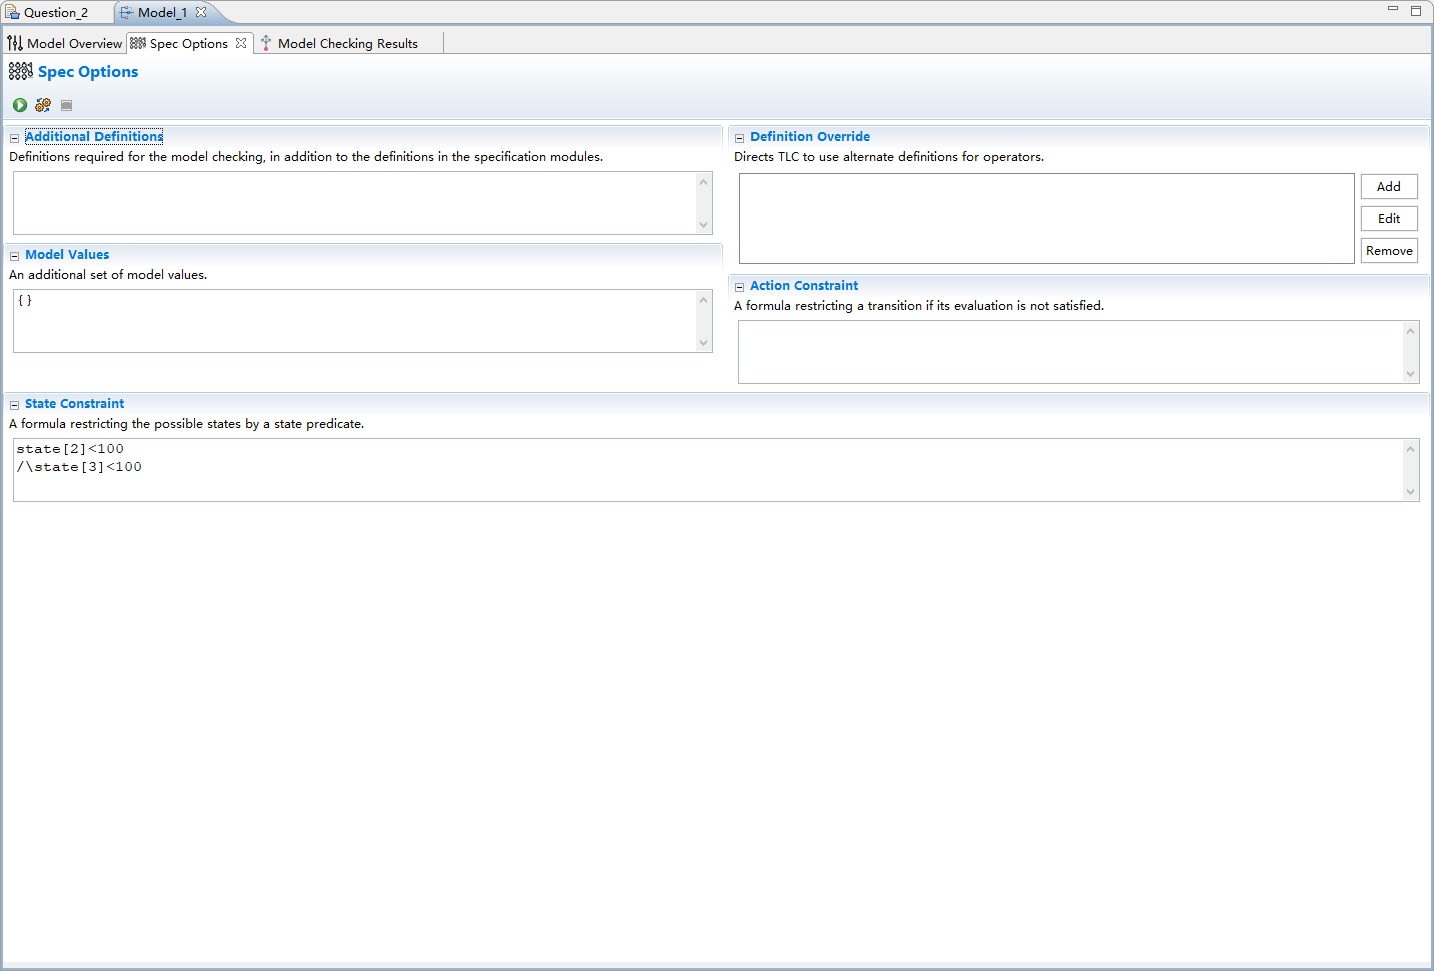 Question_2
Model_1
Model Overview
Spec Options
Model Checking Results
Spec Options
Additional Definitions
Definitions required for the model checking, in addition to the definitions in the specification modules.
Model Values
An additional set of model values.
{}
Definition Override
Directs TLC to use alternate definitions for operators.
Add
Edit
Remove
Action Constraint
A formula restricting a transition if its evaluation is not satisfied.
State Constraint
A formula restricting the possible states by a state predicate.
state[2]<100
/\state[3]<100